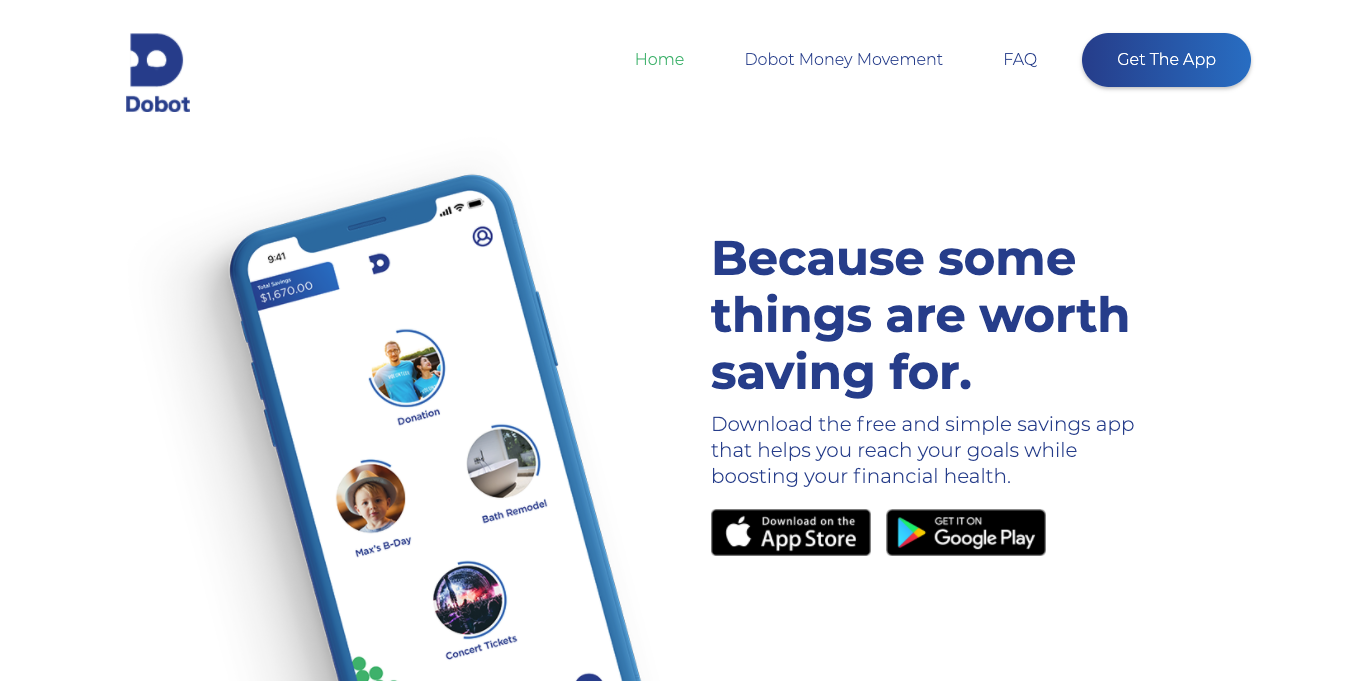 Dobot
Home
Dobot Money Movement
FAQ
Get The App
9:41
Total Savings
$1,670.00
VOLUNTEER
Donation
Bath Remodel
Max's B-Day
Concert Tickets
Because some
things are worth
saving for.
Download the free and simple savings app
that helps you reach your goals while
boosting your financial health.
Download on the
App Store
GET IT ON
Google Play